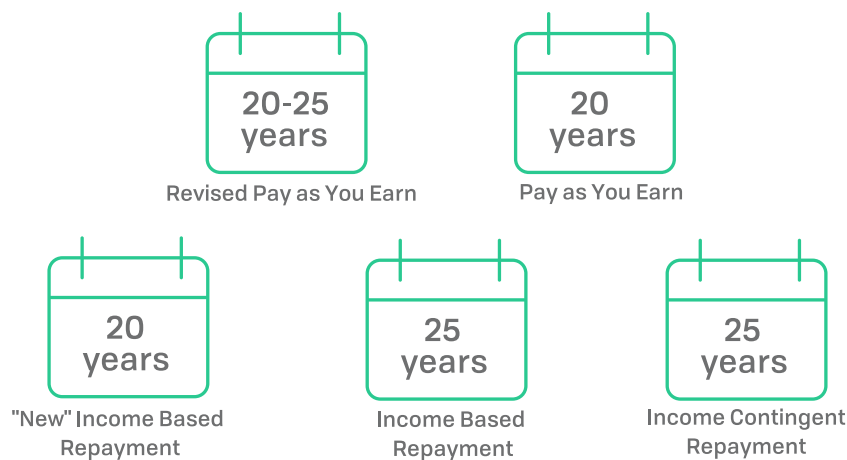 20-25
years
Revised Pay as You Earn
20
years
Pay as You Earn
20
years
"New" Income Based
Repayment
25
years
Income Based
Repayment
25
years
Income Contingent
Repayment